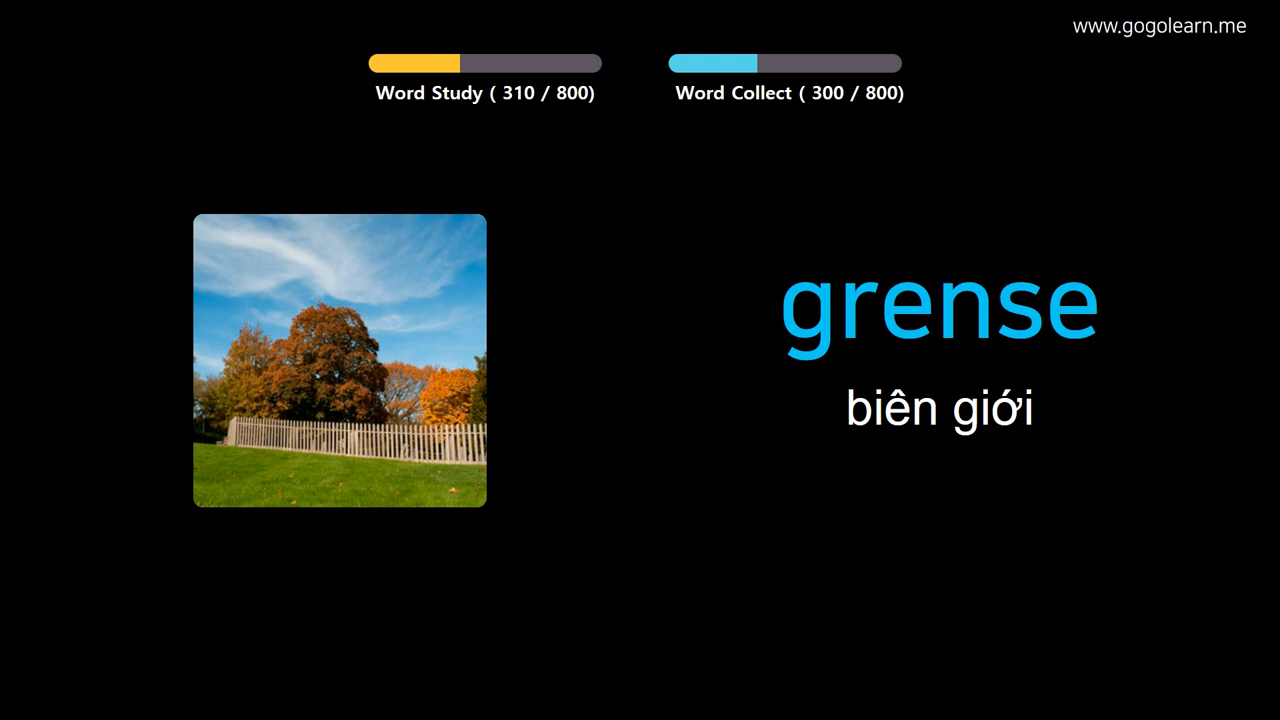 www.gogolearn.me
Word Study ( 310 / 800)
Word Collect ( 300 / 800)
grense
biên giới